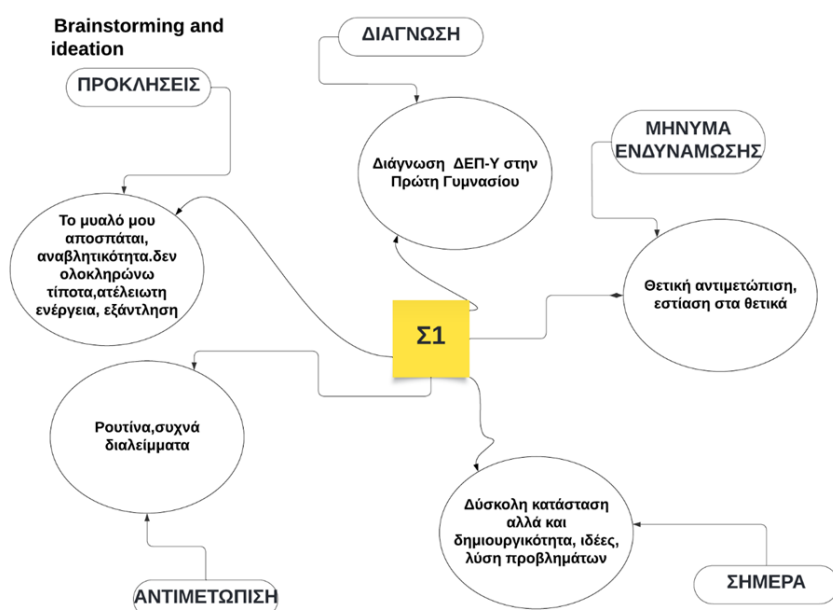 Brainstorming and
ideation
ΠΡΟΚΛΗΣΕΙΣ
ΔΙΑΓΝΩΣΗ
ΜΗΝΥΜΑ
ΕΝΔΥΝΑΜΩΣΗΣ
Το μυαλό μου
αποσπάται,
αναβλητικότητα.δεν
ολοκληρώνω
τίποτα,ατέλειωτη
ενέργεια, εξάντληση
Διάγνωση ΔΕΠ-Υ στην
Πρώτη Γυμνασίου
Θετική αντιμετώπιση,
εστίαση στα θετικά
Σ1
Ρουτίνα,συχνά
διαλείμματα
Δύσκολη κατάσταση
αλλά και
δημιουργικότητα, ιδέες,
λύση προβλημάτων
ΑΝΤΙΜΕΤΩΠΙΣΗ
ΣΗΜΕΡΑ